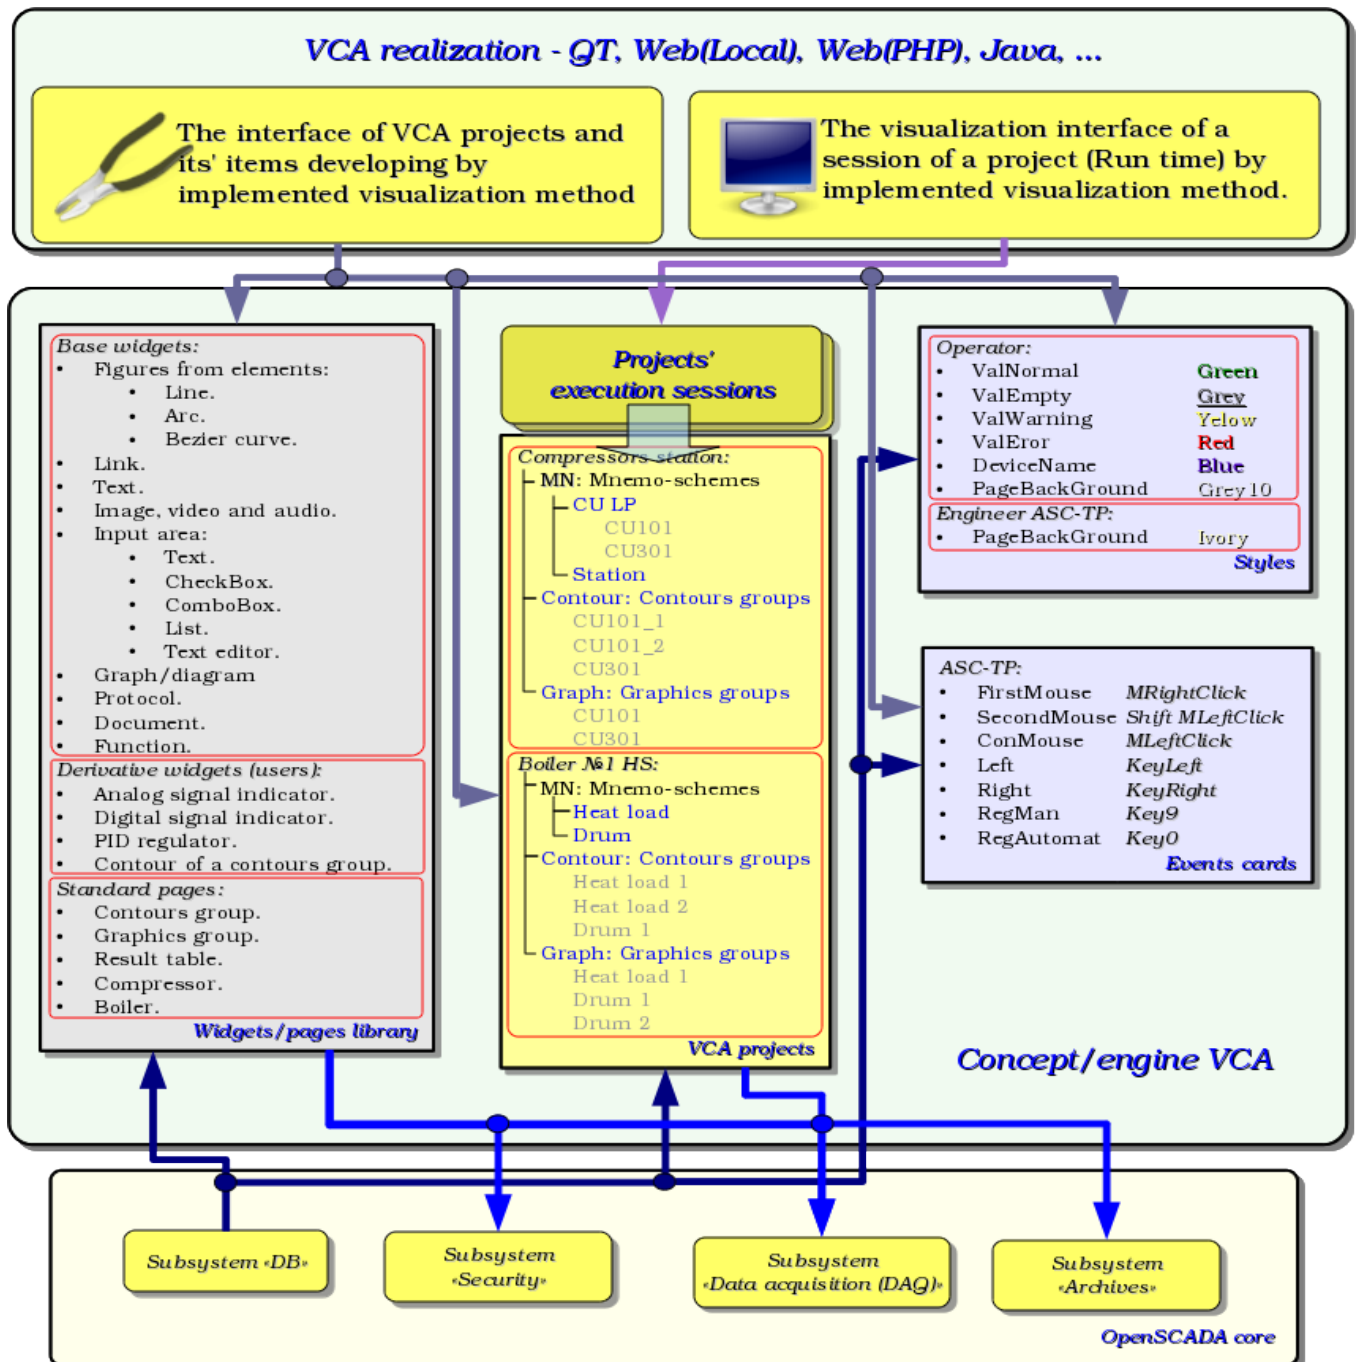 VCA realization - QT, Web(Local), Web(PHP), Java, ...
The interface of VCA projects and
its' items developing by
implemented visualization method
The visualization interface of a
session of a project (Run time) by
implemented visualization method.
Base widgets:
• Figures from elements:
• Line.
• Arc.
• Bezier curve.
• Link.
• Text.
• Image, video and audio.
• Input area:
• Text.
• CheckBox.
• ComboBox.
• List.
• Text editor.
• Graph/diagram
• Protocol.
• Document.
• Function.
Derivative widgets (users):
• Analog signal indicator.
• Digital signal indicator.
• PID regulator.
• Contour of a contours group.
Standard pages:
• Contours group.
• Graphics group.
• Result table.
• Compressor.
• Boiler.
Widgets/pages library
Projects'
execution sessions
Compressors station:
MN: Mnemo-schemes
CU LP
CU101
CU301
Station
Contour: Contours groups
CU101_1
CU101_2
CU301
Graph: Graphics groups
CU101
CU301
Boiler №1 HS:
MN: Mnemo-schemes
Heat load
Drum
Contour: Contours groups
Heat load 1
Heat load 2
Drum 1
Graph: Graphics groups
Heat load 1
Drum 1
Drum 2
VCA projects
Operator:
• ValNormal Green
• ValEmpty Grey
• ValWarning Yelow
• ValEror Red
• DeviceName Blue
• PageBackGround Grey10
Engineer ASC-TP:
• PageBackGround Ivory
Styles
ASC-TP:
• FirstMouse MRightClick
• SecondMouse Shift MLeftClick
• ConMouse MLeftClick
• Left KeyLeft
• Right KeyRight
• RegMan Key9
• RegAutomat Key0
Events cards
Concept/engine VCA
Subsystem «DB»
Subsystem
«Security»
Subsystem
«Data acquisition (DAQ)»
Subsystem
«Archives»
OpenSCADA core